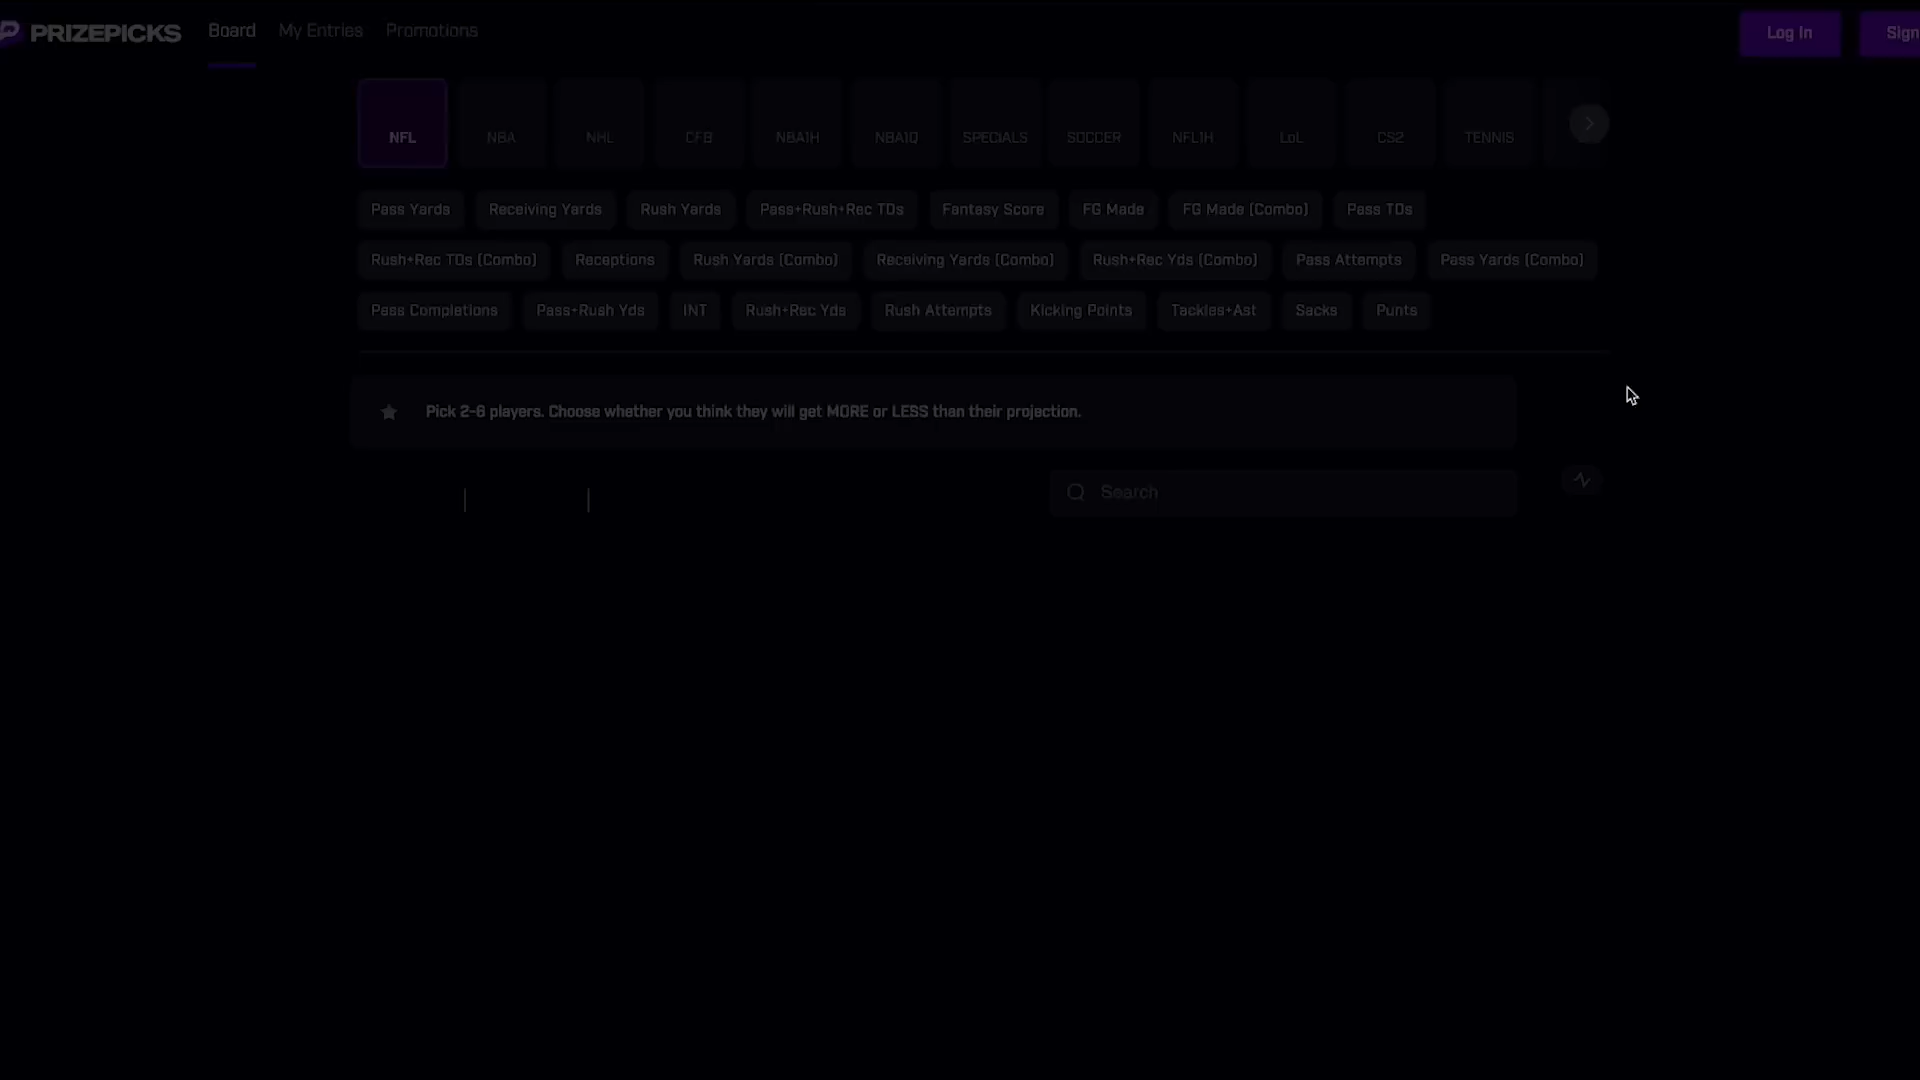 PRIZEPICKS Board My Entries Promotions Log In Sign
NFL NBA NHL CFB NBA1H NBA1Q SPECIALS SOCCER NFL1H LoL CS2 TENNIS
Pass Yards Receiving Yards Rush Yards Pass+Rush+Rec TDs Fantasy Score FG Made FG Made (Combo) Pass TDs
Rush+Rec TDs (Combo) Receptions Rush Yards (Combo) Receiving Yards (Combo) Rush+Rec Yds (Combo) Pass Attempts Pass Yards (Combo)
Pass Completions Pass+Rush Yds INT Rush+Rec Yds Rush Attempts Kicking Points Tackles+Ast Sacks Punts
Pick 2-6 players. Choose whether you think they will get MORE or LESS than their projection.
Search